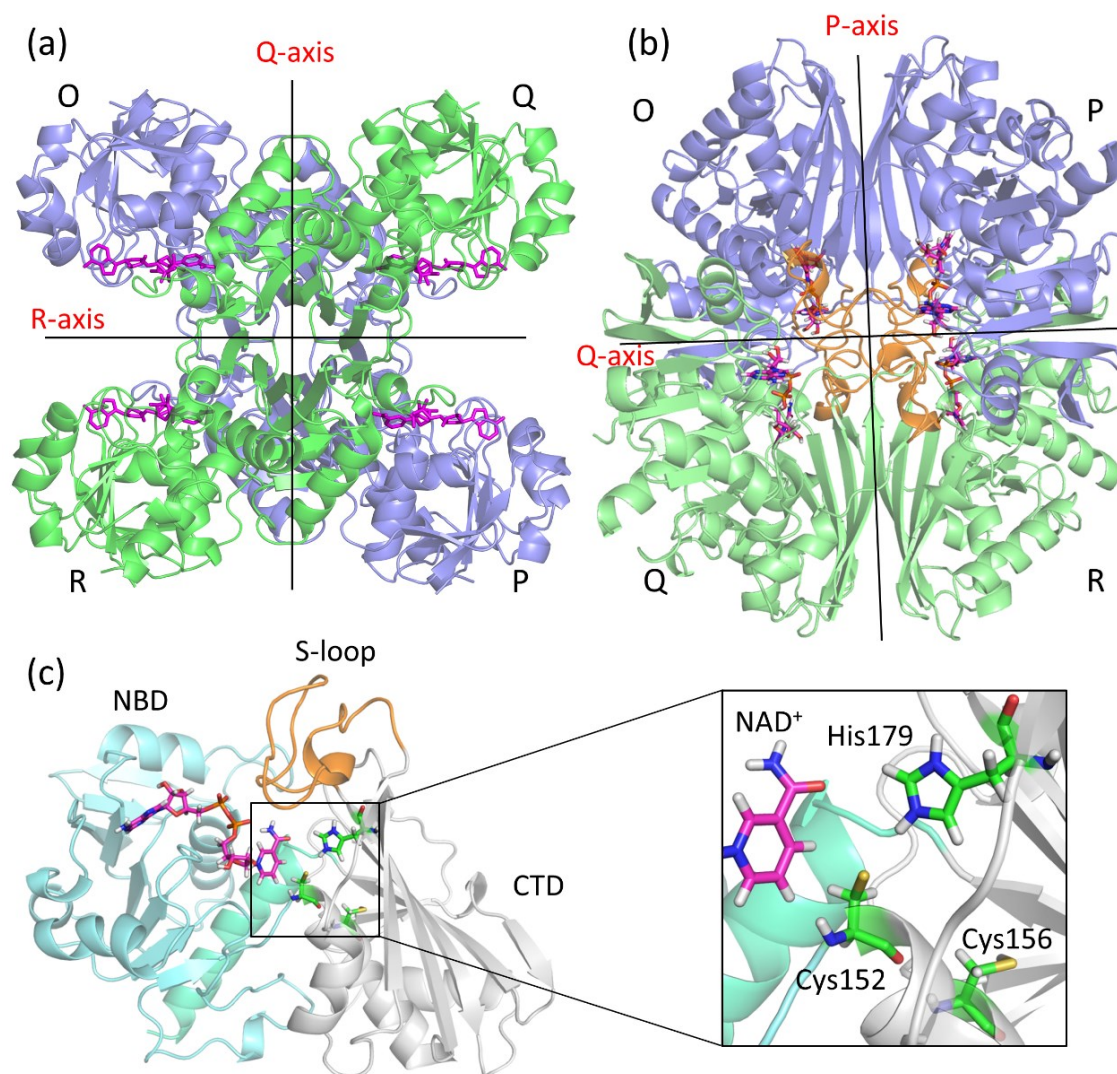 (a)
Q-axis
O
Q
R-axis
R
P
(b)
P-axis
O
P
Q-axis
Q
R
(c)
NBD
S-loop
CTD
NAD⁺
His179
Cys152
Cys156